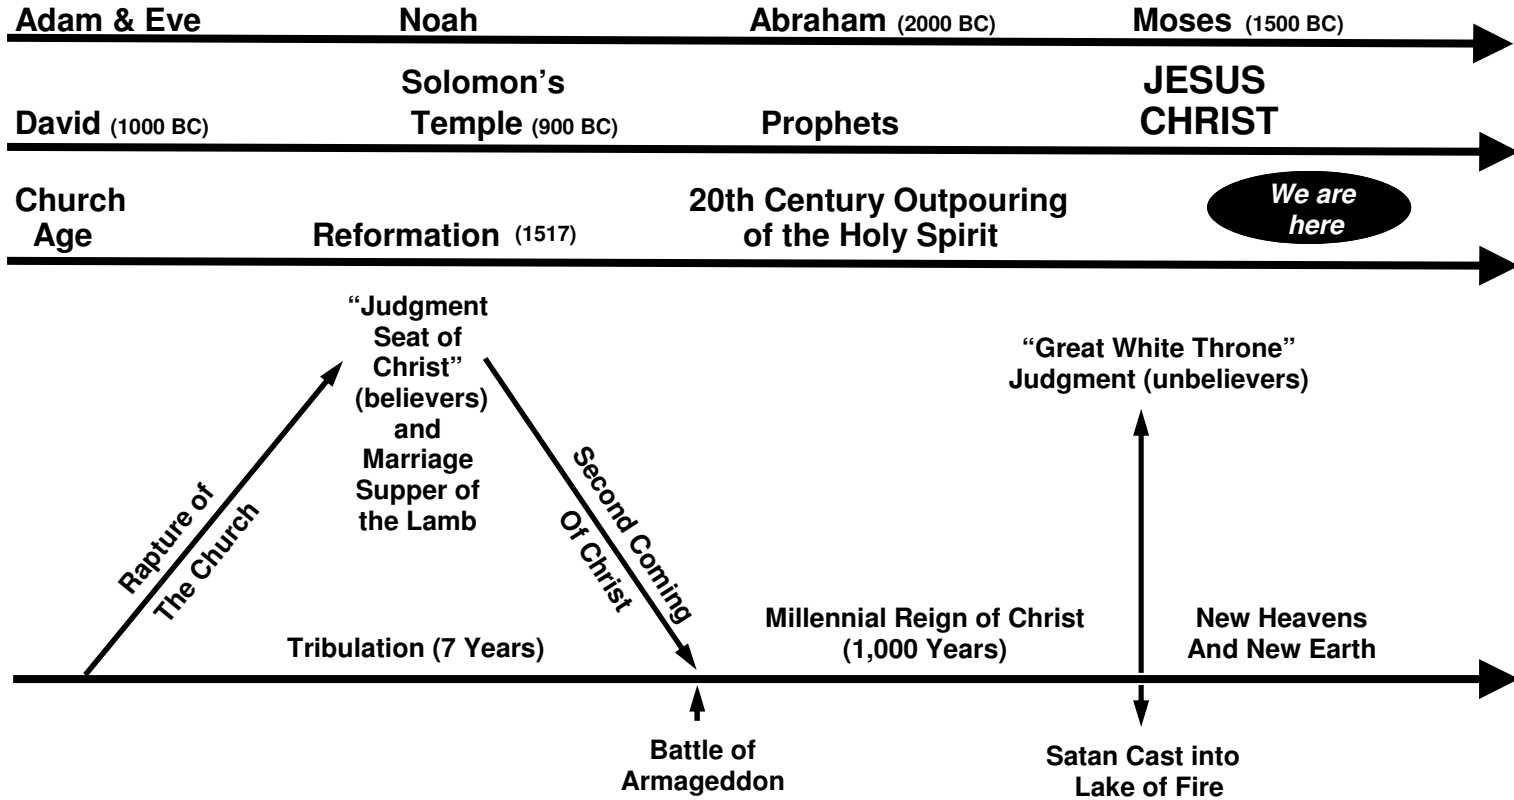 Adam & Eve
Noah
Abraham (2000 BC)
Moses (1500 BC)
David (1000 BC)
Solomon's
Temple (900 BC)
Prophets
JESUS
CHRIST
Church
Age
Reformation (1517)
20th Century Outpouring
of the Holy Spirit
We are
here
“Judgment
Seat of
Christ”
(believers)
and
Marriage
Supper of
the Lamb
“Great White Throne”
Judgment (unbelievers)
Rapture of
The Church
Second Coming
Of Christ
Tribulation (7 Years)
Millennial Reign of Christ
(1,000 Years)
New Heavens
And New Earth
Battle of
Armageddon
Satan Cast into
Lake of Fire